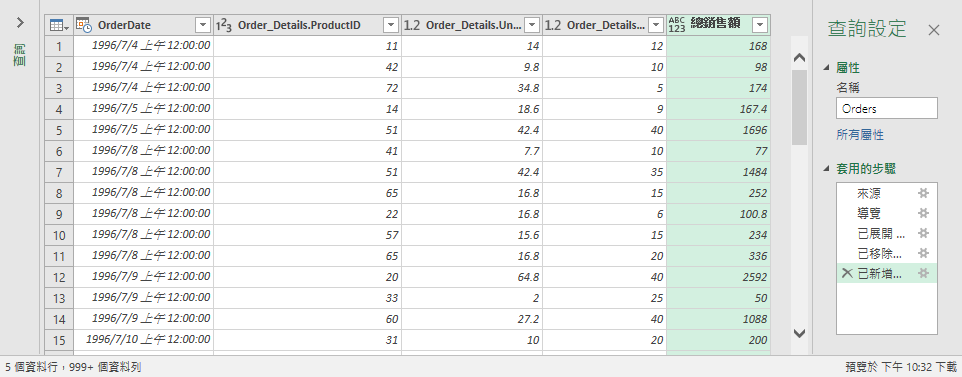 查詢
OrderDate 1²3 Order_Details.ProductID 1.2 Order_Details.Un... 1.2 Order_Details... ABC 123 總銷售額
1 1996/7/4 上午 12:00:00 11 14 12 168
2 1996/7/4 上午 12:00:00 42 9.8 10 98
3 1996/7/4 上午 12:00:00 72 34.8 5 174
4 1996/7/5 上午 12:00:00 14 18.6 9 167.4
5 1996/7/5 上午 12:00:00 51 42.4 40 1696
6 1996/7/8 上午 12:00:00 41 7.7 10 77
7 1996/7/8 上午 12:00:00 51 42.4 35 1484
8 1996/7/8 上午 12:00:00 65 16.8 15 252
9 1996/7/8 上午 12:00:00 22 16.8 6 100.8
10 1996/7/8 上午 12:00:00 57 15.6 15 234
11 1996/7/8 上午 12:00:00 65 16.8 20 336
12 1996/7/9 上午 12:00:00 20 64.8 40 2592
13 1996/7/9 上午 12:00:00 33 2 25 50
14 1996/7/9 上午 12:00:00 60 27.2 40 1088
15 1996/7/10 上午 12:00:00 31 10 20 200
查詢設定
屬性
名稱
Orders
所有屬性
套用的步驟
來源
導覽
已展開 ...
已移除...
已新增...
5 個資料行，999+ 個資料列
預覽於 下午 10:32 下載